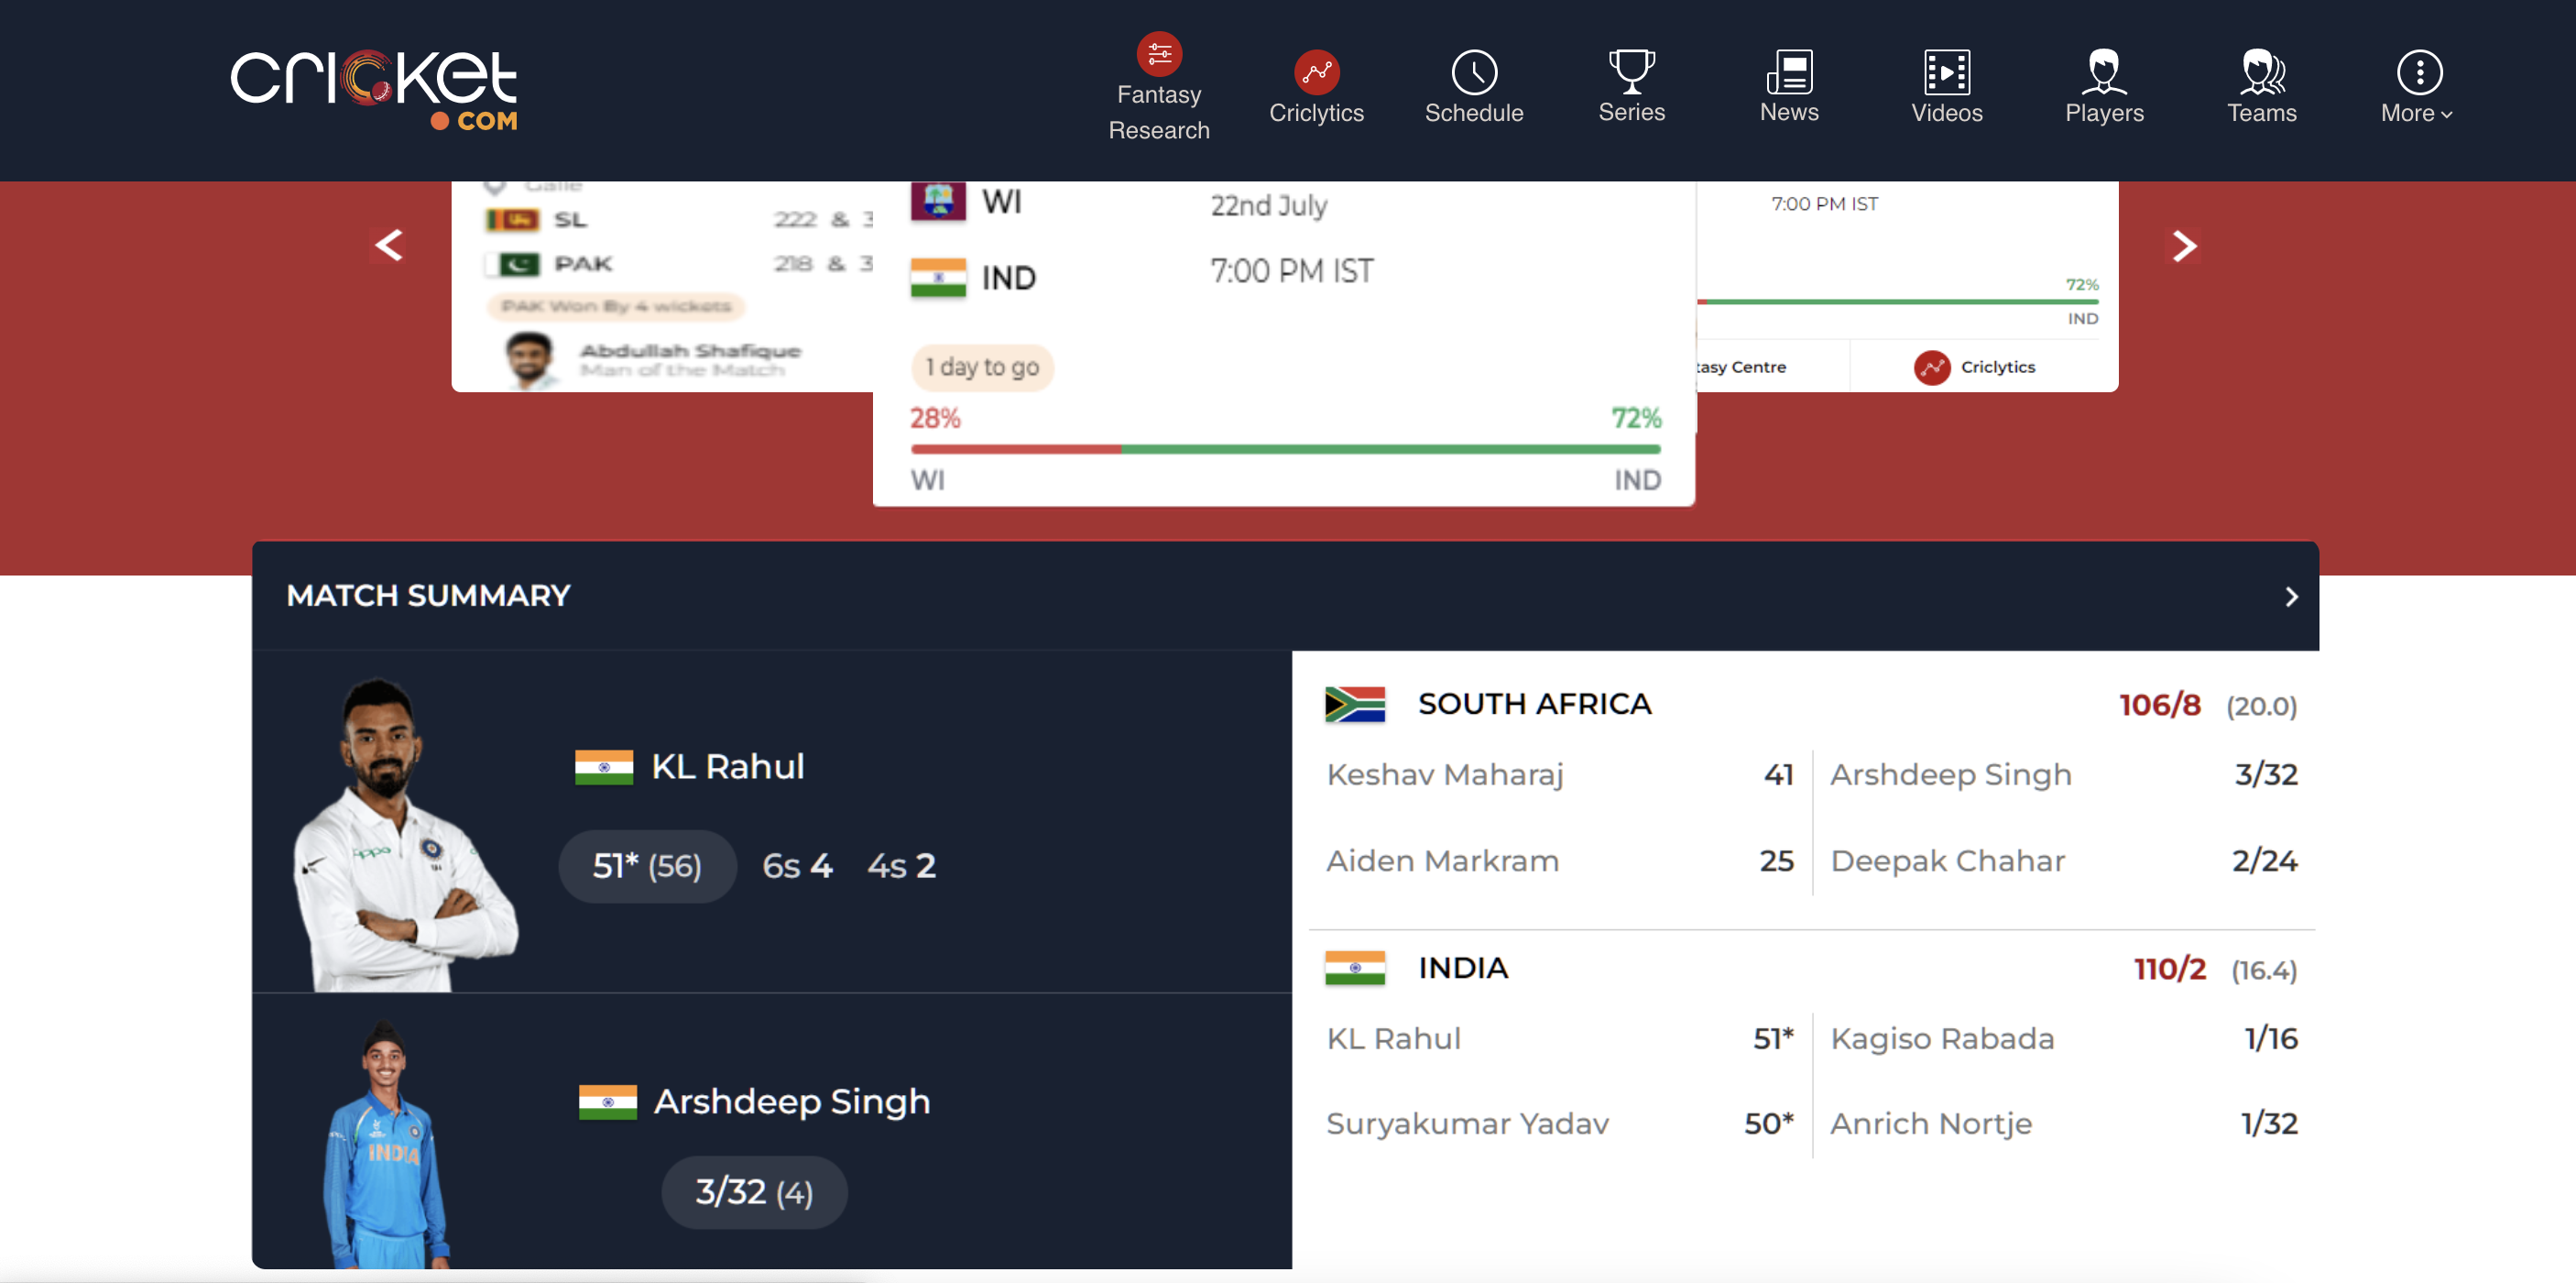 cricket
.COM
Fantasy
Research
Criclytics
Schedule
Series
News
Videos
Players
Teams
More
Galle
SL 222 & 3
PAK 218 & 3
PAK Won By 4 wickets
Abdullah Shafique
Man of the Match
WI 22nd July
IND 7:00 PM IST
1 day to go
28% 72%
WI IND
7:00 PM IST
72%
IND
tasy Centre
Criclytics
MATCH SUMMARY
KL Rahul
51* (56) 6s 4 4s 2
Arshdeep Singh
3/32 (4)
oppo
INDIA
SOUTH AFRICA 106/8 (20.0)
Keshav Maharaj 41 Arshdeep Singh 3/32
Aiden Markram 25 Deepak Chahar 2/24
INDIA 110/2 (16.4)
KL Rahul 51* Kagiso Rabada 1/16
Suryakumar Yadav 50* Anrich Nortje 1/32